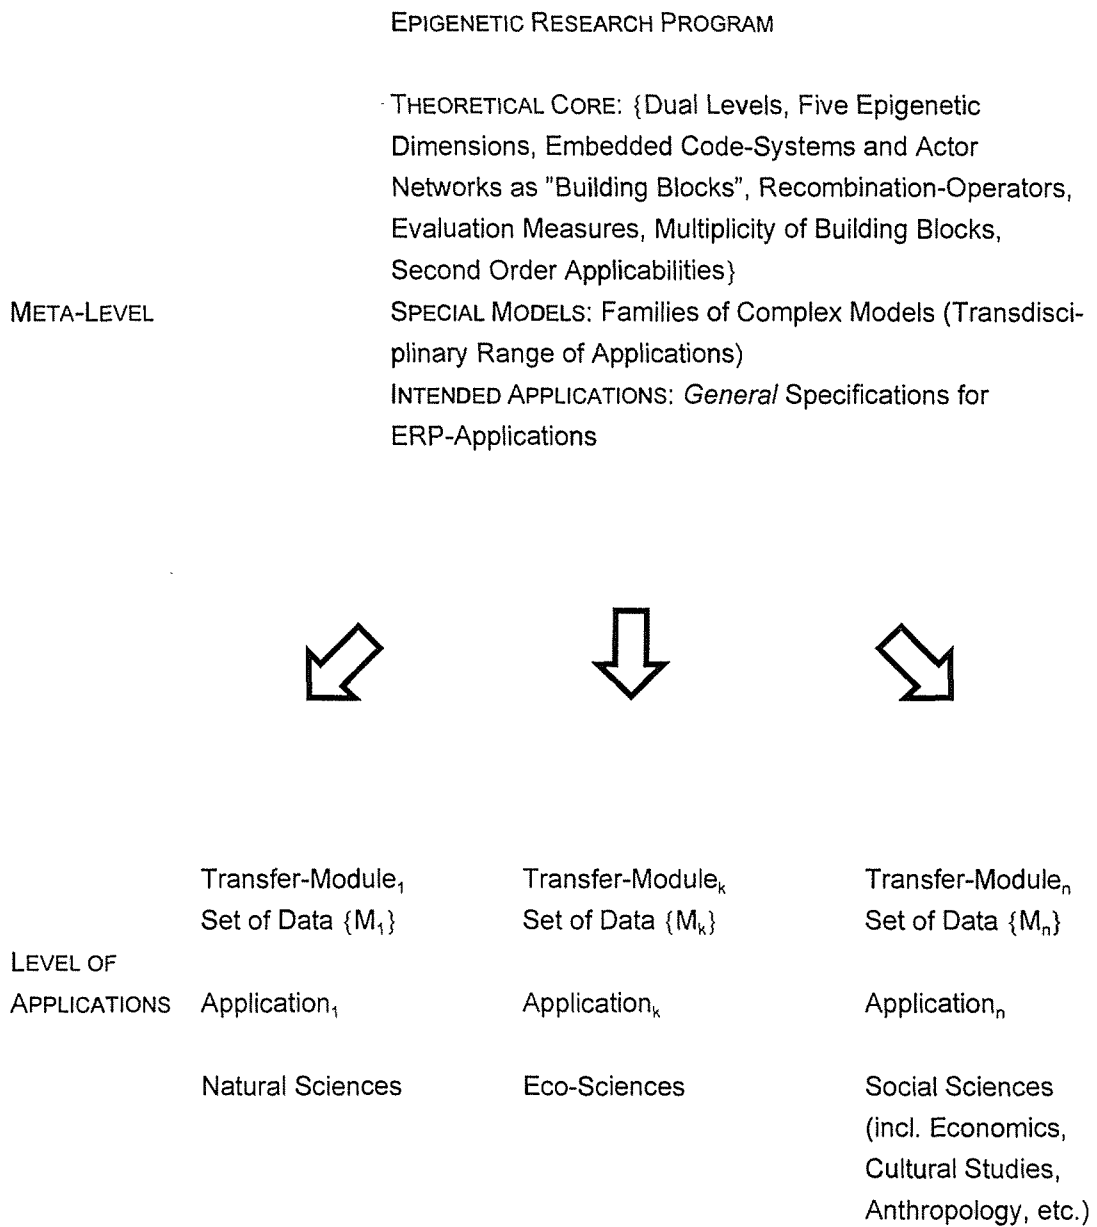 EPIGENETIC RESEARCH PROGRAM
THEORETICAL CORE: {Dual Levels, Five Epigenetic
Dimensions, Embedded Code-Systems and Actor
Networks as "Building Blocks", Recombination-Operators,
Evaluation Measures, Multiplicity of Building Blocks,
Second Order Applicabilities}
META-LEVEL SPECIAL MODELS: Families of Complex Models (Transdisci-
plinary Range of Applications)
INTENDED APPLICATIONS: General Specifications for
ERP-Applications
Transfer-Module₁ Transfer-Moduleₖ Transfer-Moduleₙ
Set of Data {M₁} Set of Data {Mₖ} Set of Data {Mₙ}
LEVEL OF
APPLICATIONS Application₁ Applicationₖ Applicationₙ
Natural Sciences Eco-Sciences Social Sciences
(incl. Economics,
Cultural Studies,
Anthropology, etc.)